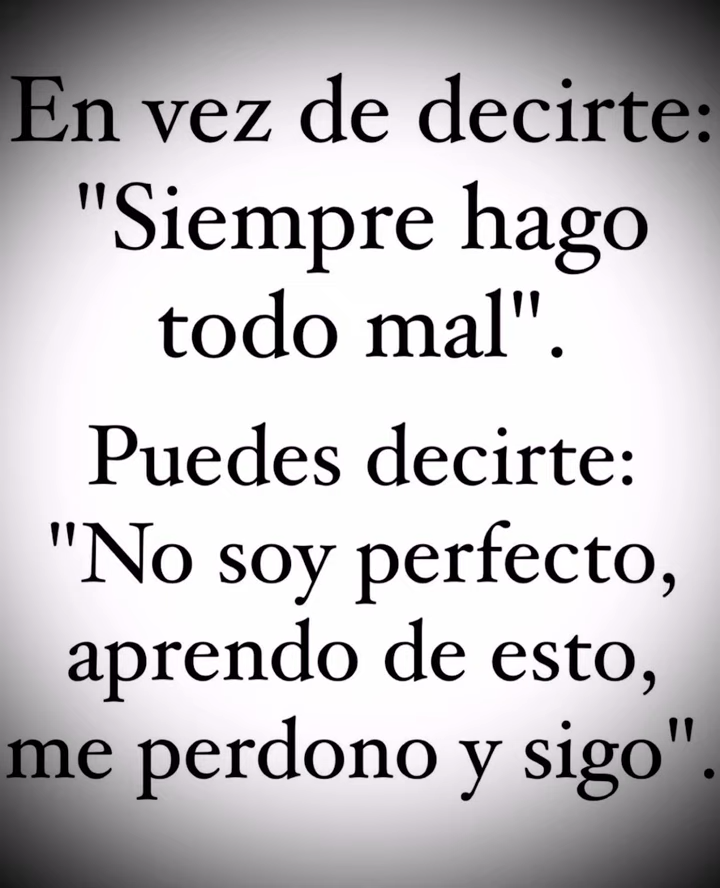 En vez de decirte:
"Siempre hago
todo mal".
Puedes decirte:
"No soy perfecto,
aprendo de esto,
me perdono y sigo".